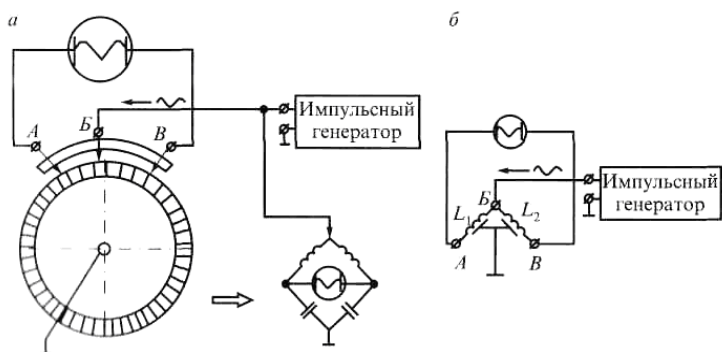 а
б
Импульсный
генератор
А
Б
В
Импульсный
генератор
Б
L1
L2
А
В